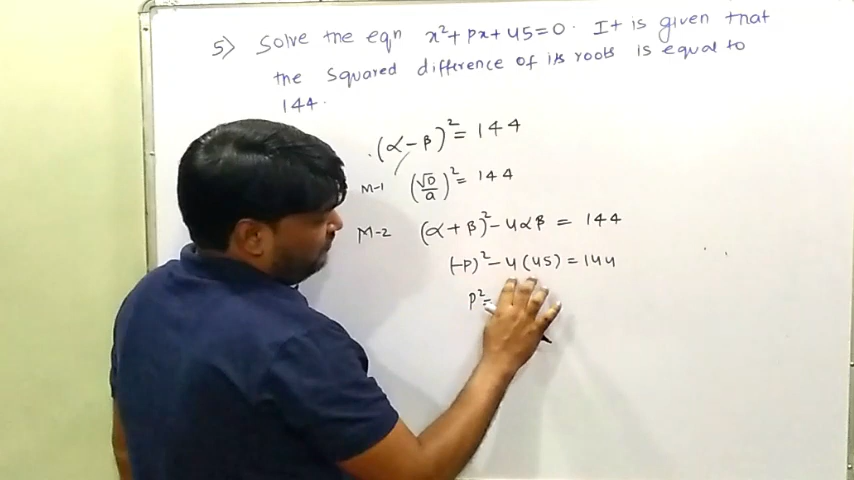 5> Solve the eqn x²+px+45=0. It is given that
the squared difference of its roots is equal to
144.
(α-β)²=144
M-1 (√D/a)²=144
M-2 (α+β)²-4αβ=144
(-p)²-4(45)=144
p²=